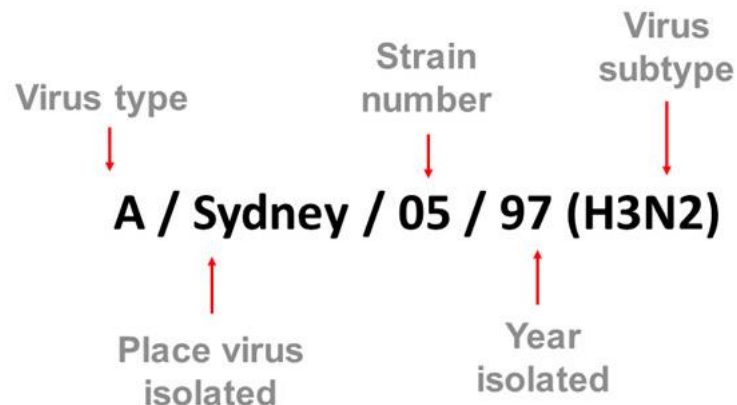 Virus type
Strain
number
Virus
subtype
A / Sydney / 05 / 97 (H3N2)
Place virus
isolated
Year
isolated